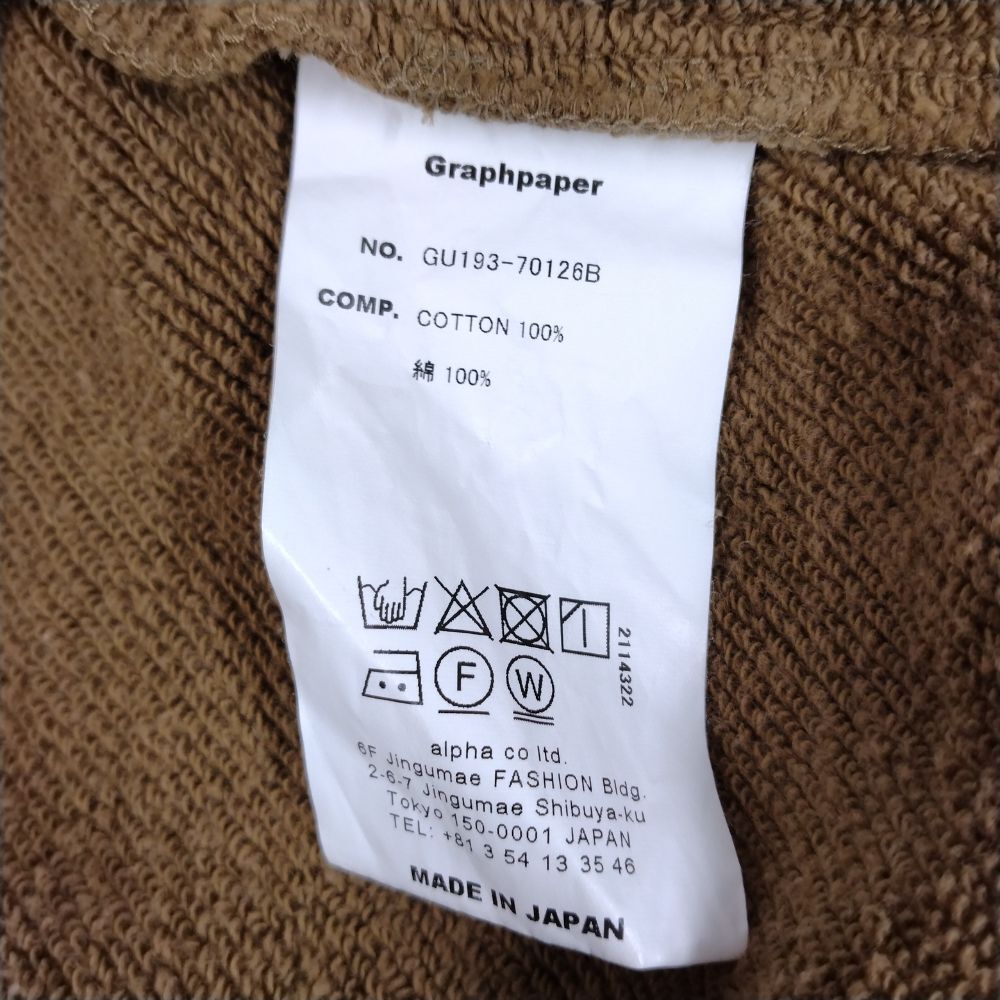 Graphpaper
NO. GU193-70126B
COMP. COTTON 100%
綿 100%
2114322
F W
alpha co ltd.
6F Jingumae FASHION Bldg.
2-6-7 Jingumae Shibuya-ku
Tokyo 150-0001 JAPAN
TEL: +81 3 54 13 35 46
MADE IN JAPAN